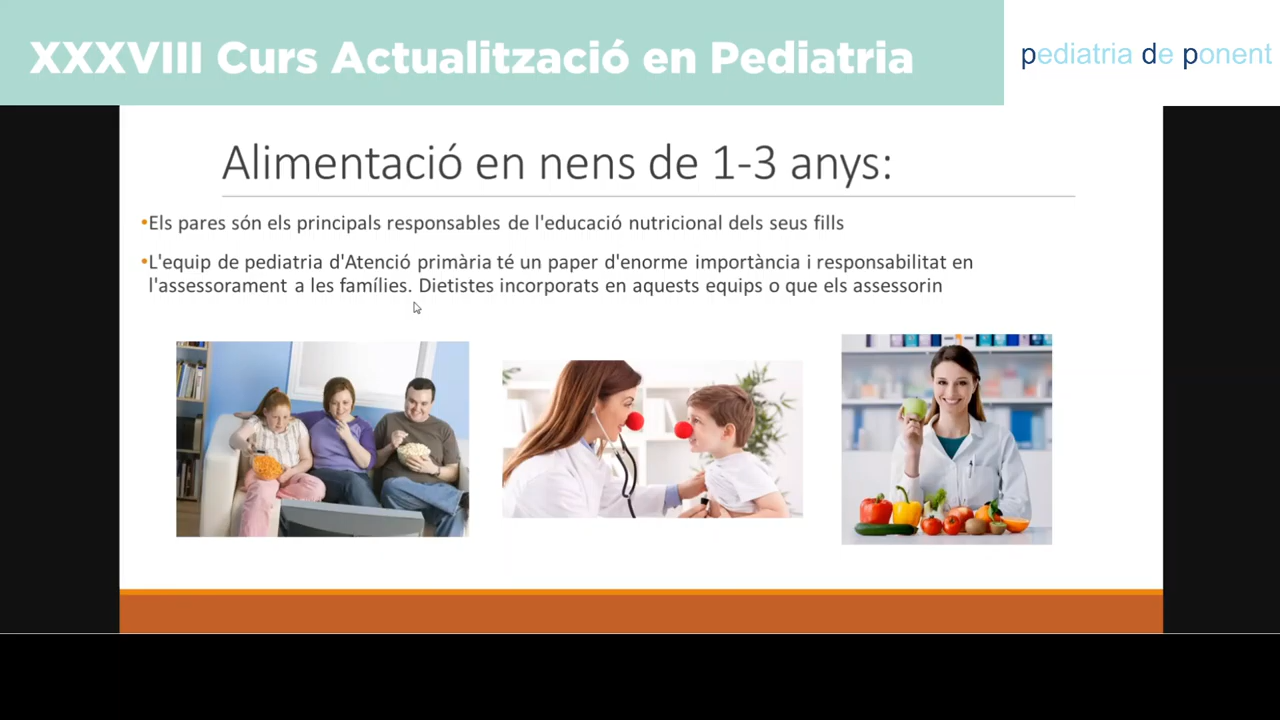 XXXVIII Curs Actualització en Pediatria
pediatria de ponent
Alimentació en nens de 1-3 anys:
•Els pares són els principals responsables de l'educació nutricional dels seus fills
•L'equip de pediatria d'Atenció primària té un paper d'enorme importància i responsabilitat en
l'assessorament a les famílies. Dietistes incorporats en aquests equips o que els assessorin